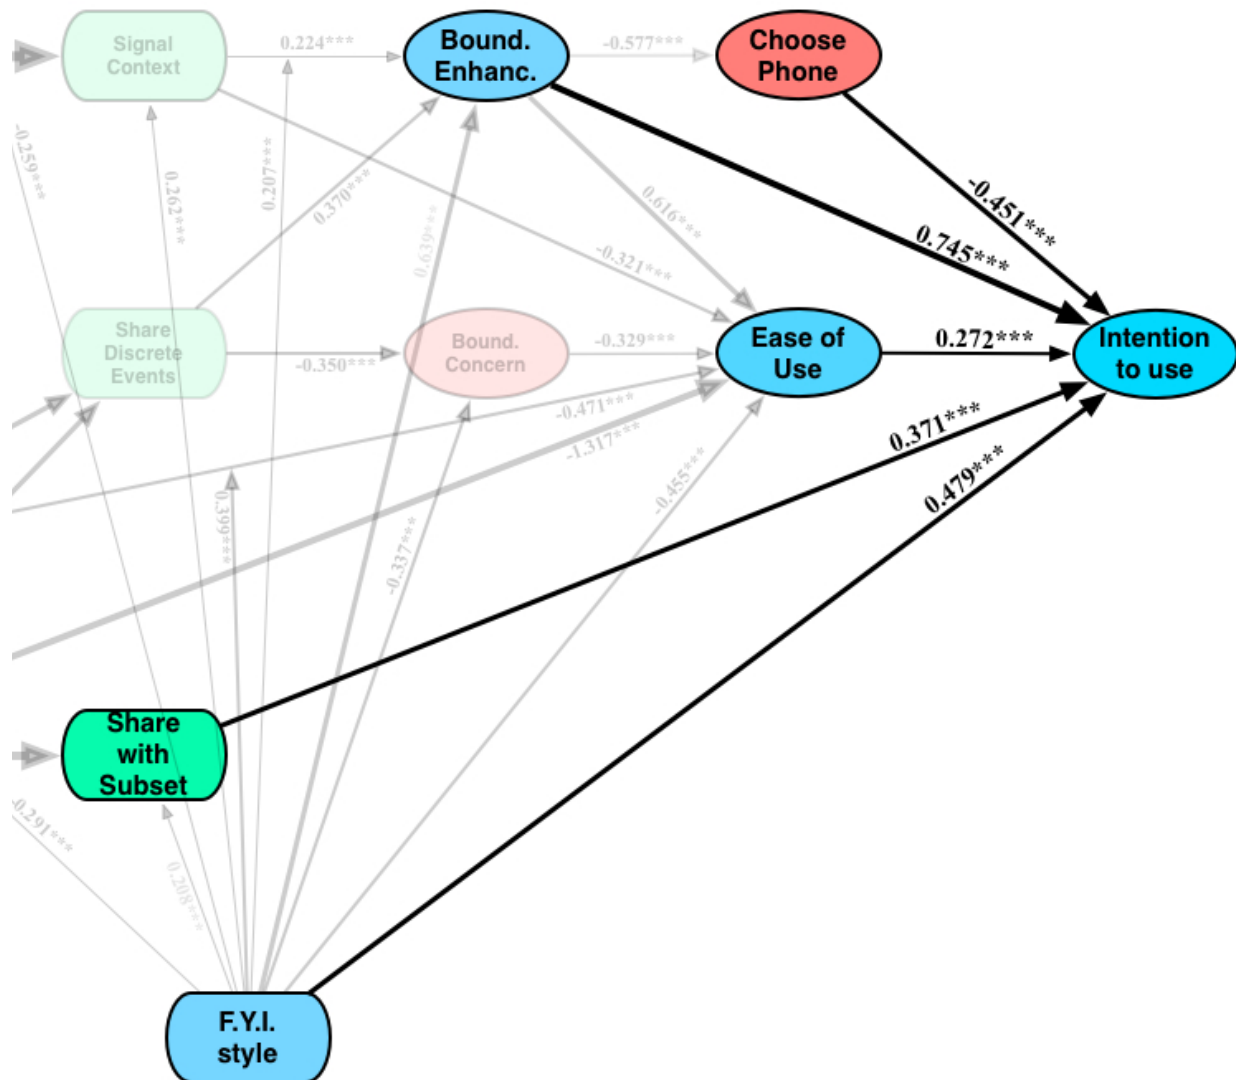 Signal
Context
0.224***
Bound.
Enhanc.
-0.577***
Choose
Phone
-0.259***
0.262***
0.207***
0.370***
0.639***
0.616***
-0.321***
-0.451***
0.745***
Share
Discrete
Events
-0.350***
Bound.
Concern
-0.329***
Ease of
Use
0.272***
Intention
to use
-0.471***
-1.317***
0.371***
0.399***
-0.337***
-0.455***
0.479***
Share
with
Subset
-0.291***
0.208***
F.Y.I.
style